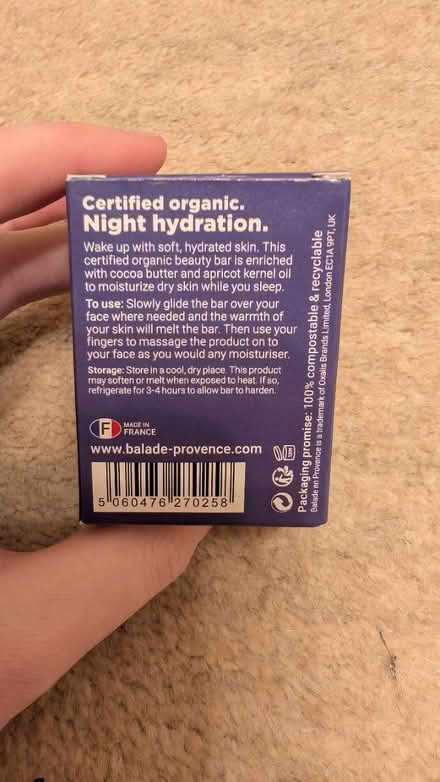 Certified organic.
Night hydration.
Wake up with soft, hydrated skin. This
certified organic beauty bar is enriched
with cocoa butter and apricot kernel oil
to moisturize dry skin while you sleep.
To use: Slowly glide the bar over your
face where needed and the warmth of
your skin will melt the bar. Then use your
fingers to massage the product on to
your face as you would any moisturiser.
Storage: Store in a cool, dry place. This product
may soften or melt when exposed to heat. If so,
refrigerate for 3-4 hours to allow bar to harden.
F
MADE IN
FRANCE
www.balade-provence.com
5 060476 270258
Packaging promise: 100% compostable & recyclable
Balade en Provence is a trademark of Oxalis Brands Limited, London EC1A 9PT, UK